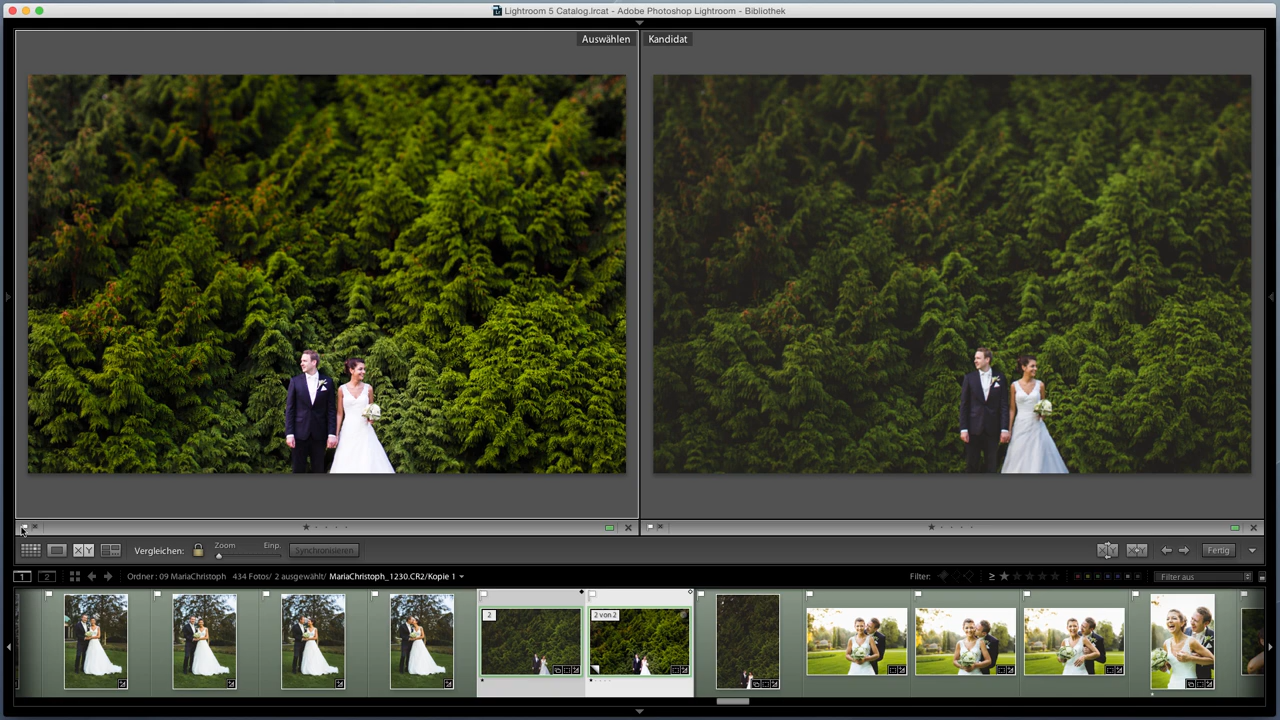 Lightroom 5 Catalog.lrcat - Adobe Photoshop Lightroom - Bibliothek
Auswählen
Kandidat
X Y
Vergleichen:
Zoom
Einp.
Synchronisieren
Fertig
1
2
Ordner : 09 MariaChristoph
434 Fotos/ 2 ausgewählt/
MariaChristoph_1230.CR2/Kopie 1
Filter:
≥
Filter aus
2
2 von 2